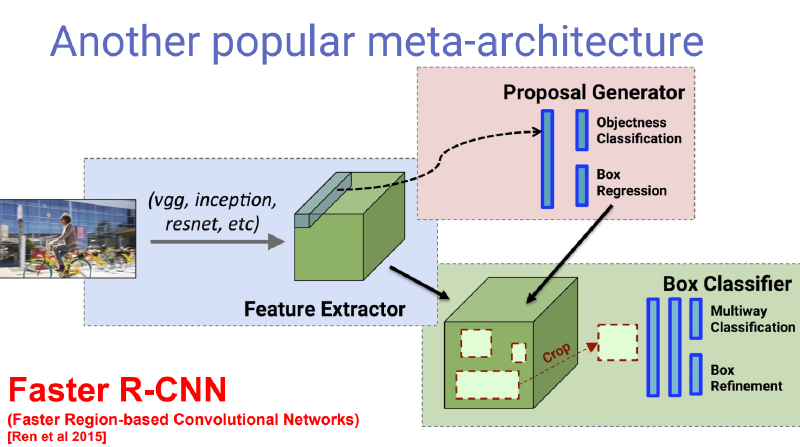 Another popular meta-architecture
Proposal Generator
Objectness
Classification
Box
Regression
(vgg, inception,
resnet, etc)
Feature Extractor
Box Classifier
Multiway
Classification
Crop
Box
Refinement
Faster R-CNN
(Faster Region-based Convolutional Networks)
[Ren et al 2015]